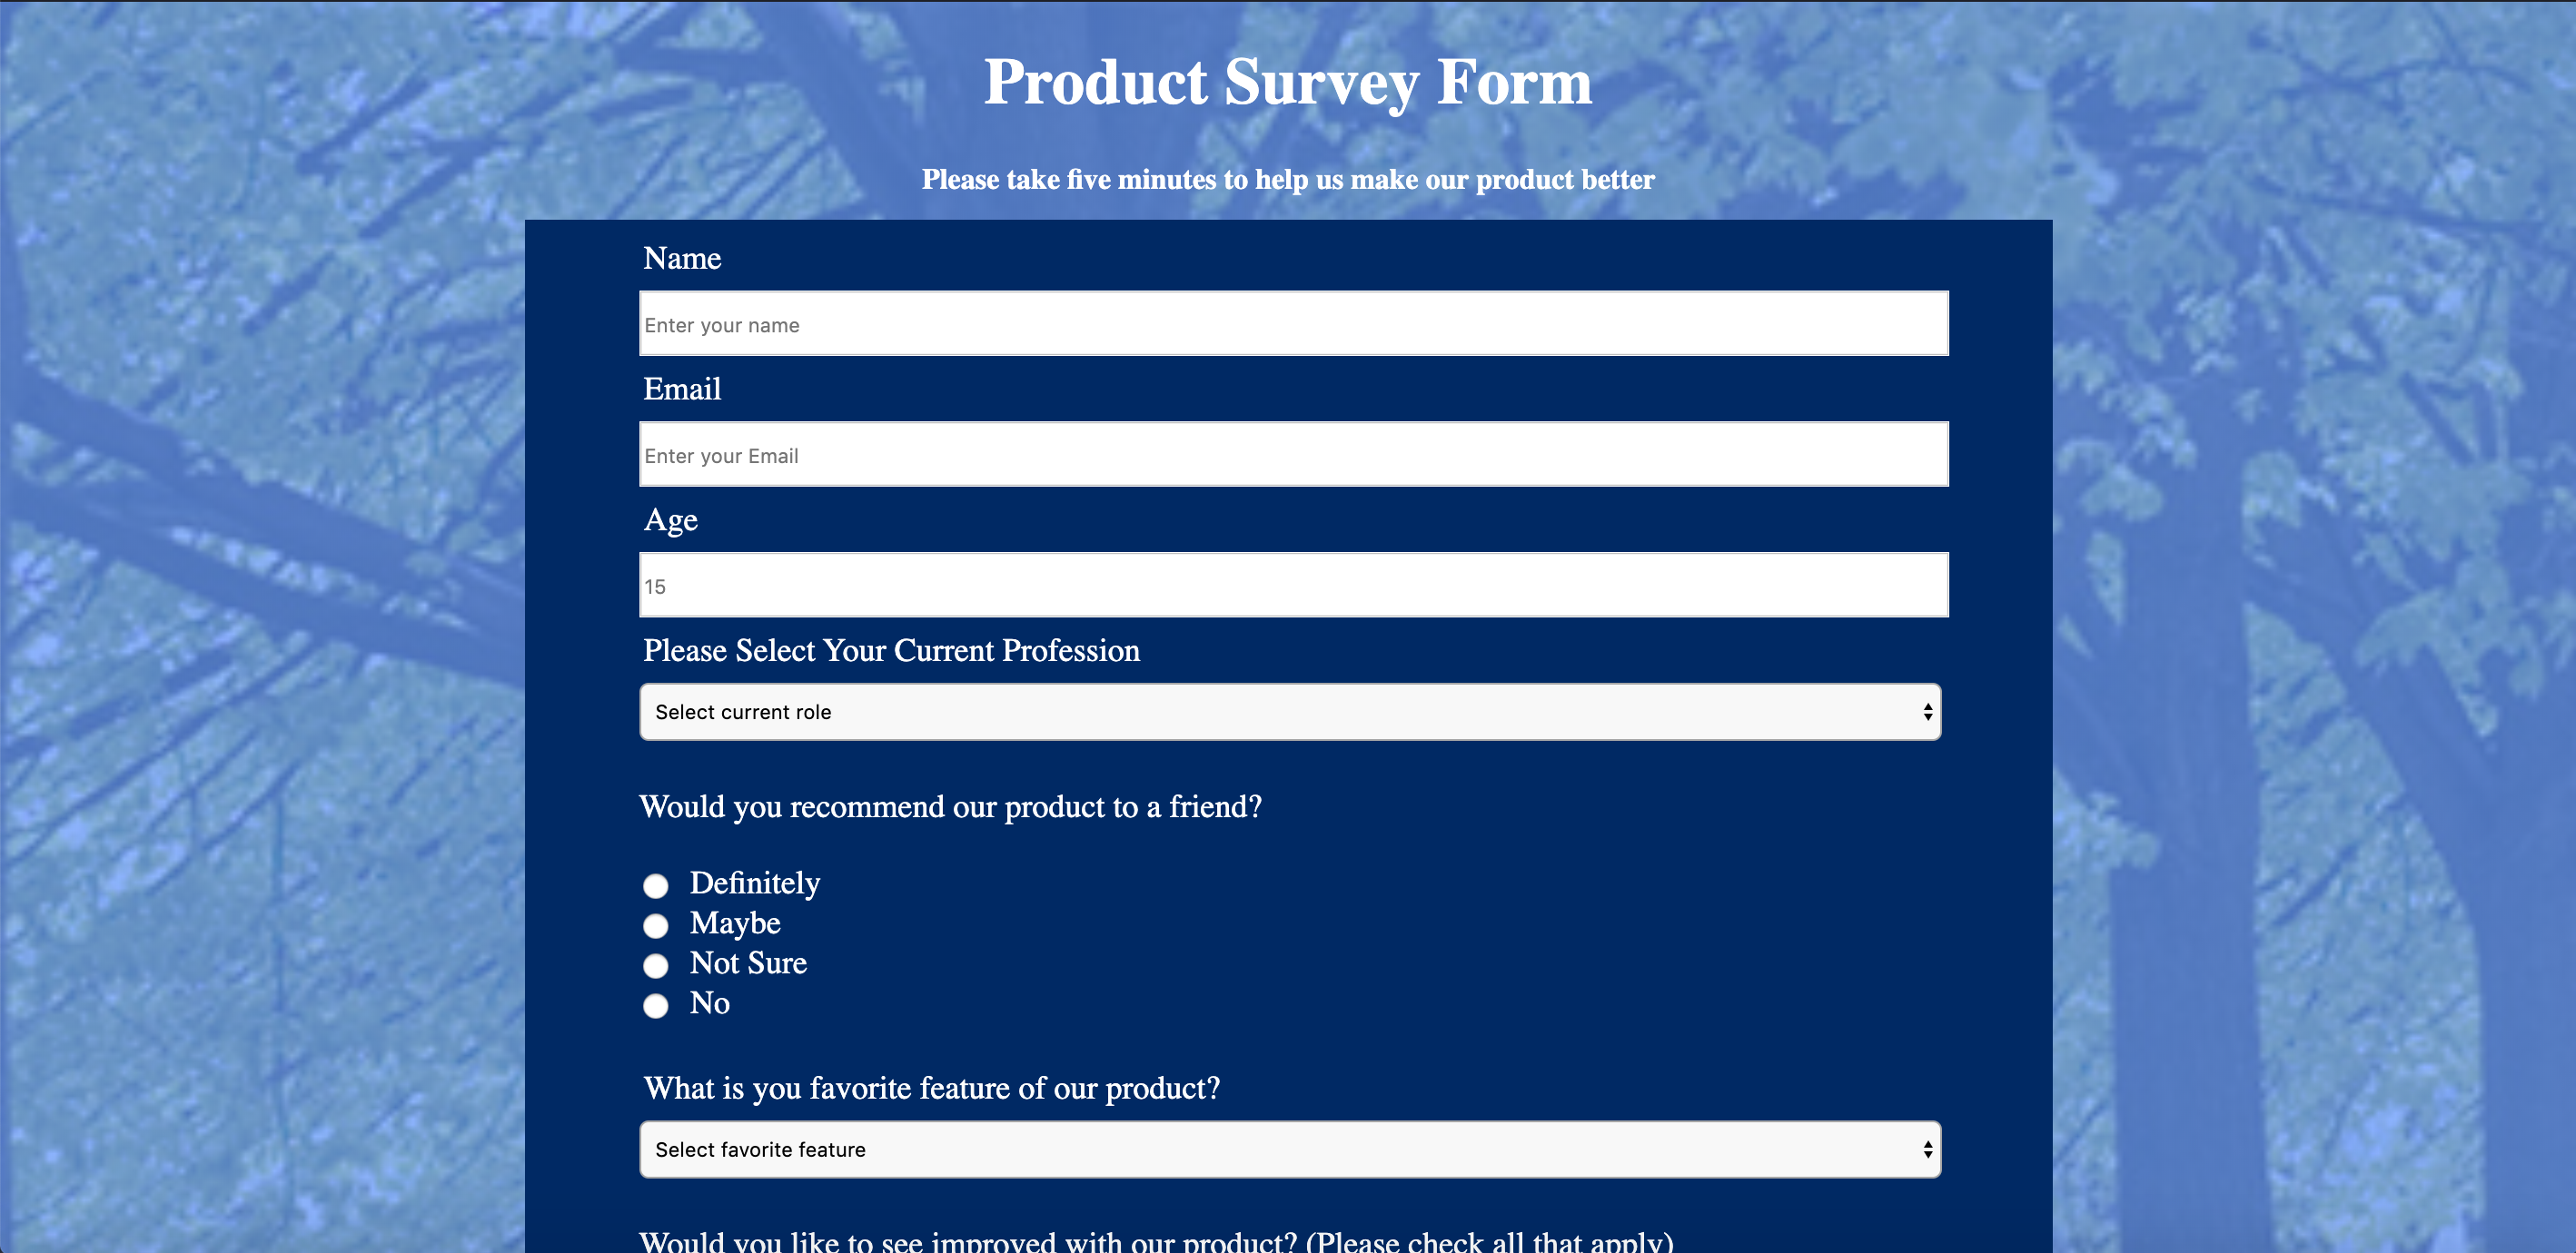 Product Survey Form
Please take five minutes to help us make our product better
Name
Enter your name
Email
Enter your Email
Age
15
Please Select Your Current Profession
Select current role
Would you recommend our product to a friend?
Definitely
Maybe
Not Sure
No
What is you favorite feature of our product?
Select favorite feature
Would you like to see improved with our product? (Please check all that apply)